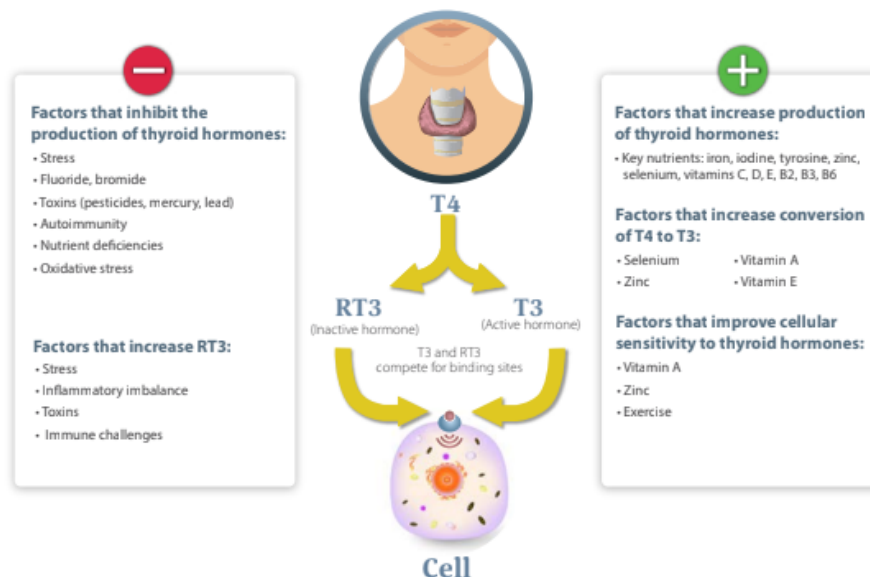 Factors that inhibit the
production of thyroid hormones:
• Stress
• Fluoride, bromide
• Toxins (pesticides, mercury, lead)
• Autoimmunity
• Nutrient deficiencies
• Oxidative stress
Factors that increase RT3:
• Stress
• Inflammatory imbalance
• Toxins
• Immune challenges
T4
RT3
(Inactive hormone)
T3
(Active hormone)
T3 and RT3
compete for binding sites
Cell
Factors that increase production
of thyroid hormones:
• Key nutrients: iron, iodine, tyrosine, zinc,
selenium, vitamins C, D, E, B2, B3, B6
Factors that increase conversion
of T4 to T3:
• Selenium • Vitamin A
• Zinc • Vitamin E
Factors that improve cellular
sensitivity to thyroid hormones:
• Vitamin A
• Zinc
• Exercise